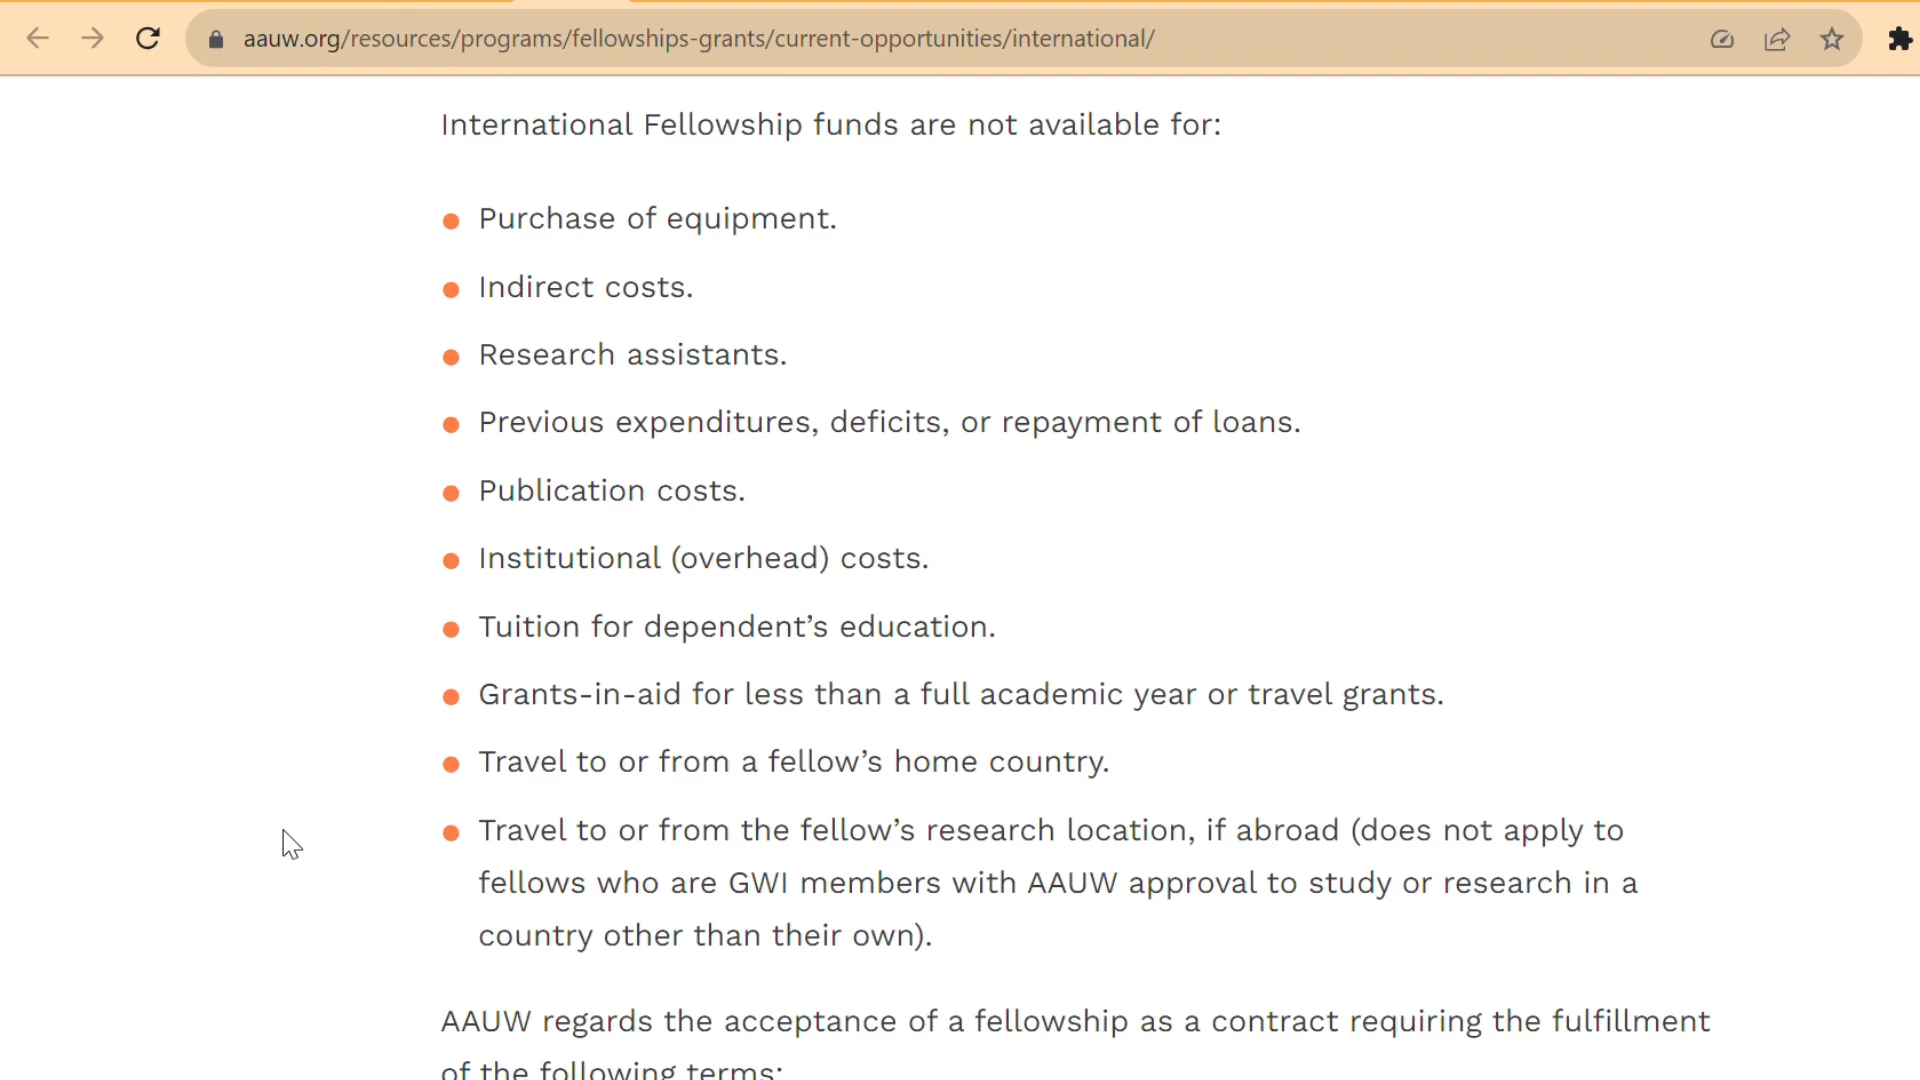 aauw.org/resources/programs/fellowships-grants/current-opportunities/international/
International Fellowship funds are not available for:
Purchase of equipment.
Indirect costs.
Research assistants.
Previous expenditures, deficits, or repayment of loans.
Publication costs.
Institutional (overhead) costs.
Tuition for dependent’s education.
Grants-in-aid for less than a full academic year or travel grants.
Travel to or from a fellow’s home country.
Travel to or from the fellow’s research location, if abroad (does not apply to
fellows who are GWI members with AAUW approval to study or research in a
country other than their own).
AAUW regards the acceptance of a fellowship as a contract requiring the fulfillment
of the following terms: